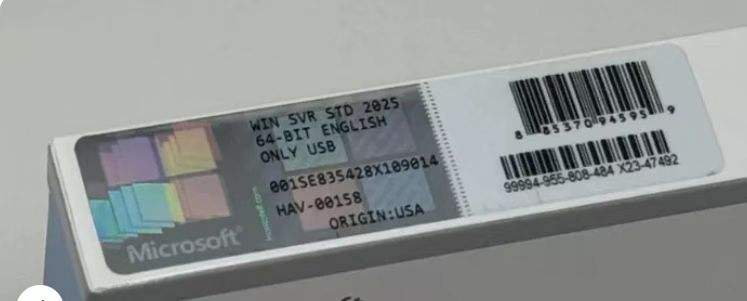 WIN SVR STD 2025
64-BIT ENGLISH
ONLY USB
001SE835428X109014
HAV-00158
ORIGIN:USA
Microsoft
8 85370 94595 9
99994-955-808-484 X23-47492